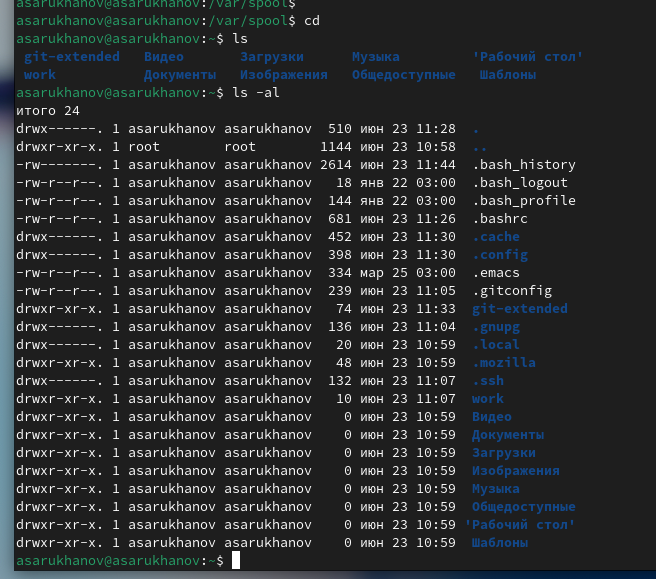 asarukhanov@asarukhanov:/var/spool$
asarukhanov@asarukhanov:/var/spool$ cd
asarukhanov@asarukhanov:~$ ls
git-extended Видео Загрузки Музыка 'Рабочий стол'
work Документы Изображения Общедоступные Шаблоны
asarukhanov@asarukhanov:~$ ls -al
итого 24
drwx------. 1 asarukhanov asarukhanov 510 июн 23 11:28 .
drwxr-xr-x. 1 root root 1144 июн 23 10:58 ..
-rw-------. 1 asarukhanov asarukhanov 2614 июн 23 11:44 .bash_history
-rw-r--r--. 1 asarukhanov asarukhanov 18 янв 22 03:00 .bash_logout
-rw-r--r--. 1 asarukhanov asarukhanov 144 янв 22 03:00 .bash_profile
-rw-r--r--. 1 asarukhanov asarukhanov 681 июн 23 11:26 .bashrc
drwx------. 1 asarukhanov asarukhanov 452 июн 23 11:30 .cache
drwx------. 1 asarukhanov asarukhanov 398 июн 23 11:30 .config
-rw-r--r--. 1 asarukhanov asarukhanov 334 мар 25 03:00 .emacs
-rw-r--r--. 1 asarukhanov asarukhanov 239 июн 23 11:05 .gitconfig
drwxr-xr-x. 1 asarukhanov asarukhanov 74 июн 23 11:33 git-extended
drwx------. 1 asarukhanov asarukhanov 136 июн 23 11:04 .gnupg
drwx------. 1 asarukhanov asarukhanov 20 июн 23 10:59 .local
drwxr-xr-x. 1 asarukhanov asarukhanov 48 июн 23 10:59 .mozilla
drwx------. 1 asarukhanov asarukhanov 132 июн 23 11:07 .ssh
drwxr-xr-x. 1 asarukhanov asarukhanov 10 июн 23 11:07 work
drwxr-xr-x. 1 asarukhanov asarukhanov 0 июн 23 10:59 Видео
drwxr-xr-x. 1 asarukhanov asarukhanov 0 июн 23 10:59 Документы
drwxr-xr-x. 1 asarukhanov asarukhanov 0 июн 23 10:59 Загрузки
drwxr-xr-x. 1 asarukhanov asarukhanov 0 июн 23 10:59 Изображения
drwxr-xr-x. 1 asarukhanov asarukhanov 0 июн 23 10:59 Музыка
drwxr-xr-x. 1 asarukhanov asarukhanov 0 июн 23 10:59 Общедоступные
drwxr-xr-x. 1 asarukhanov asarukhanov 0 июн 23 10:59 'Рабочий стол'
drwxr-xr-x. 1 asarukhanov asarukhanov 0 июн 23 10:59 Шаблоны
asarukhanov@asarukhanov:~$